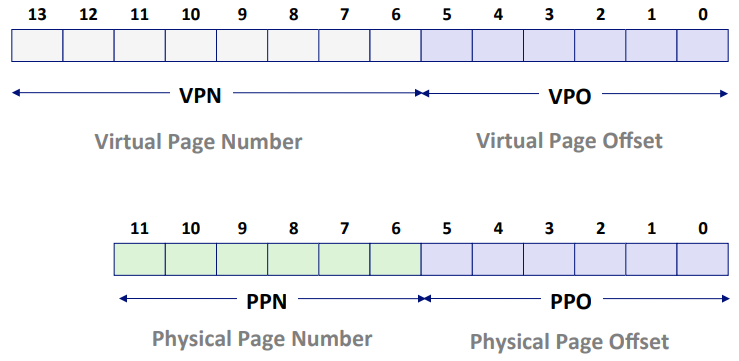 13 12 11 10 9 8 7 6 5 4 3 2 1 0
VPN VPO
Virtual Page Number Virtual Page Offset
11 10 9 8 7 6 5 4 3 2 1 0
PPN PPO
Physical Page Number Physical Page Offset